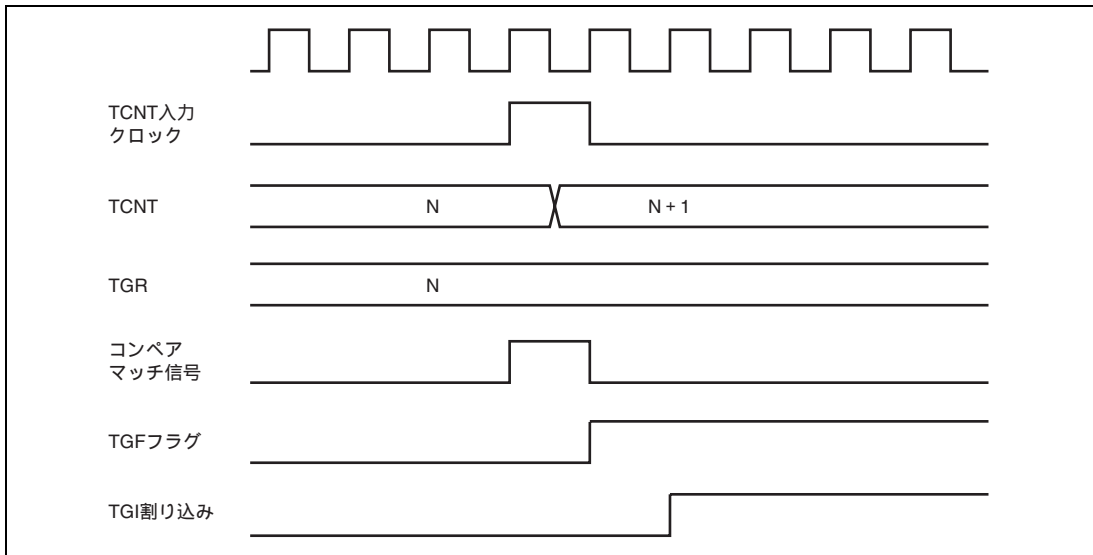 TCNT入力
クロック
TCNT
N
N + 1
TGR
N
コンペア
マッチ信号
TGFフラグ
TGI割り込み